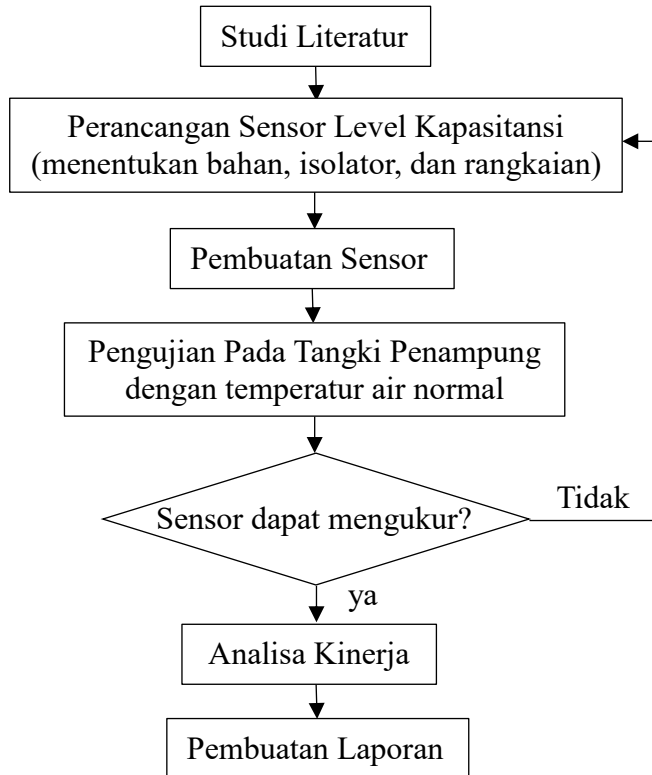 Studi Literatur
Perancangan Sensor Level Kapasitansi
(menentukan bahan, isolator, dan rangkaian)
Pembuatan Sensor
Pengujian Pada Tangki Penampung
dengan temperatur air normal
Sensor dapat mengukur?
Tidak
ya
Analisa Kinerja
Pembuatan Laporan